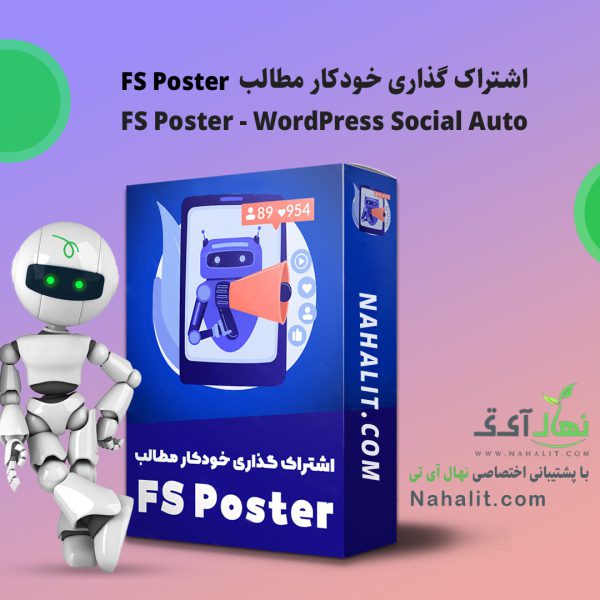 اشتراک گذاری خودکار مطالب FS Poster
FS Poster - WordPress Social Auto
89 954
NAHALIT.COM
اشتراک گذاری خودکار مطالب
FS Poster
نهال آی تی
WWW.NAHALIT.COM
با پشتیبانی اختصاصی نهال آی تی
Nahalit.com